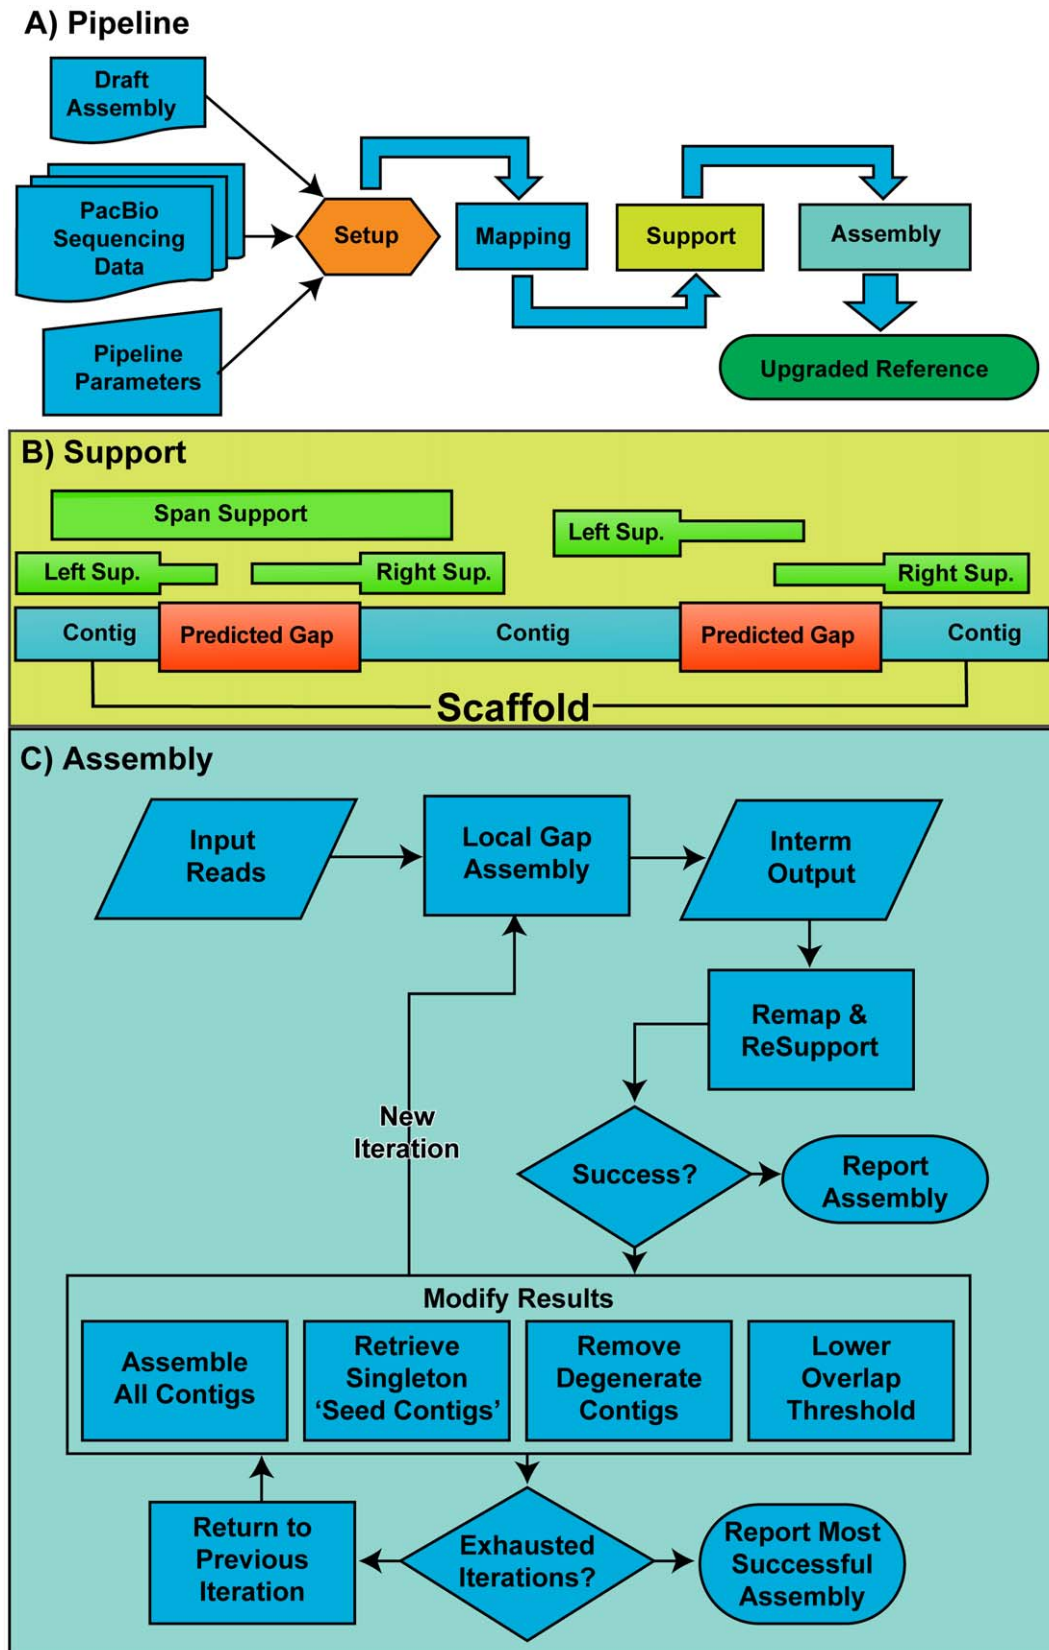 A) Pipeline
Draft
Assembly
PacBio
Sequencing
Data
Pipeline
Parameters
Setup
Mapping
Support
Assembly
Upgraded Reference
B) Support
Span Support
Left Sup.
Left Sup.
Right Sup.
Right Sup.
Contig
Predicted Gap
Contig
Predicted Gap
Contig
Scaffold
C) Assembly
Input
Reads
Local Gap
Assembly
Interm
Output
Remap &
ReSupport
New
Iteration
Success?
Report
Assembly
Modify Results
Assemble
All Contigs
Retrieve
Singleton
‘Seed Contigs’
Remove
Degenerate
Contigs
Lower
Overlap
Threshold
Return to
Previous
Iteration
Exhausted
Iterations?
Report Most
Successful
Assembly